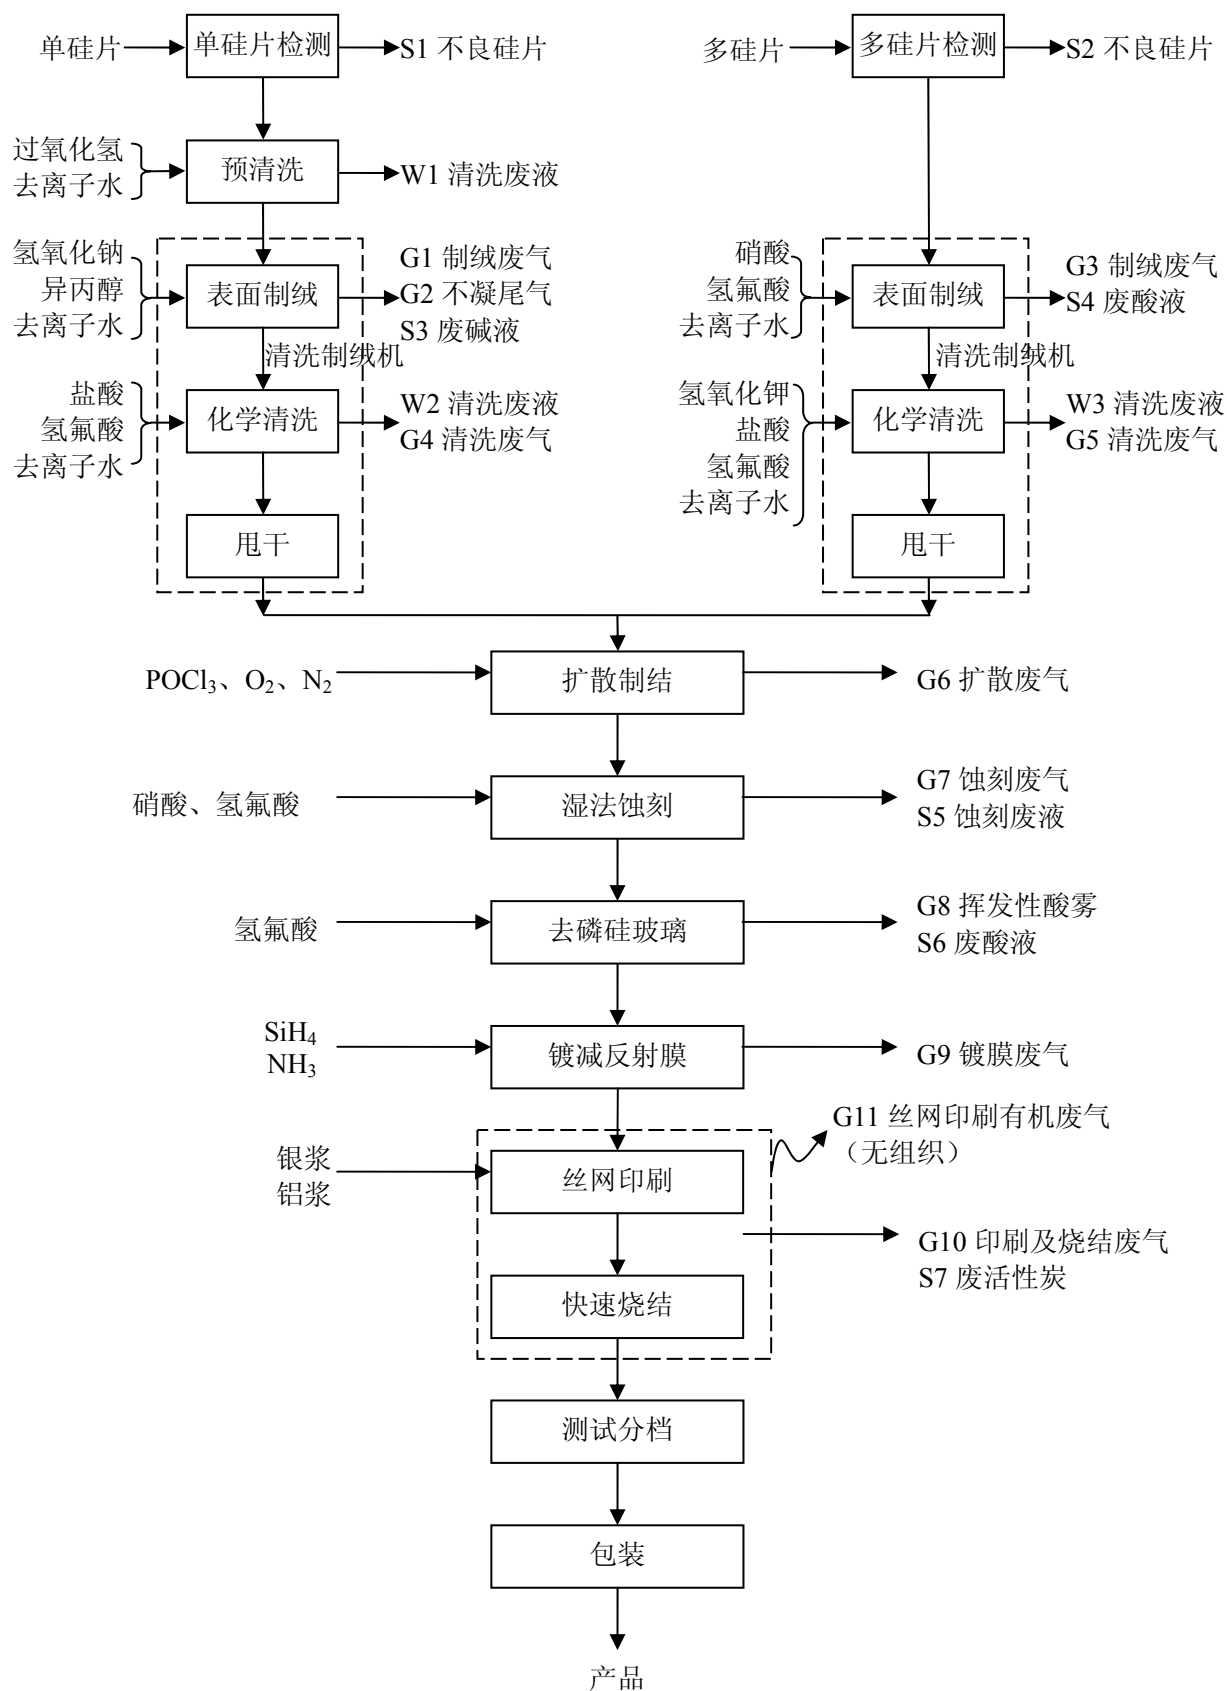 单硅片
单硅片检测
S1 不良硅片
多硅片
多硅片检测
S2 不良硅片
过氧化氢
去离子水
预清洗
W1 清洗废液
氢氧化钠
异丙醇
去离子水
表面制绒
G1 制绒废气
G2 不凝尾气
S3 废碱液
硝酸
氢氟酸
去离子水
表面制绒
G3 制绒废气
S4 废酸液
清洗制绒机
清洗制绒机
盐酸
氢氟酸
去离子水
化学清洗
W2 清洗废液
G4 清洗废气
氢氧化钾
盐酸
氢氟酸
去离子水
化学清洗
W3 清洗废液
G5 清洗废气
甩干
甩干
POCl₃、O₂、N₂
扩散制结
G6 扩散废气
硝酸、氢氟酸
湿法蚀刻
G7 蚀刻废气
S5 蚀刻废液
氢氟酸
去磷硅玻璃
G8 挥发性酸雾
S6 废酸液
SiH₄
NH₃
镀减反射膜
G9 镀膜废气
G11 丝网印刷有机废气
（无组织）
银浆
铝浆
丝网印刷
G10 印刷及烧结废气
S7 废活性炭
快速烧结
测试分档
包装
产品